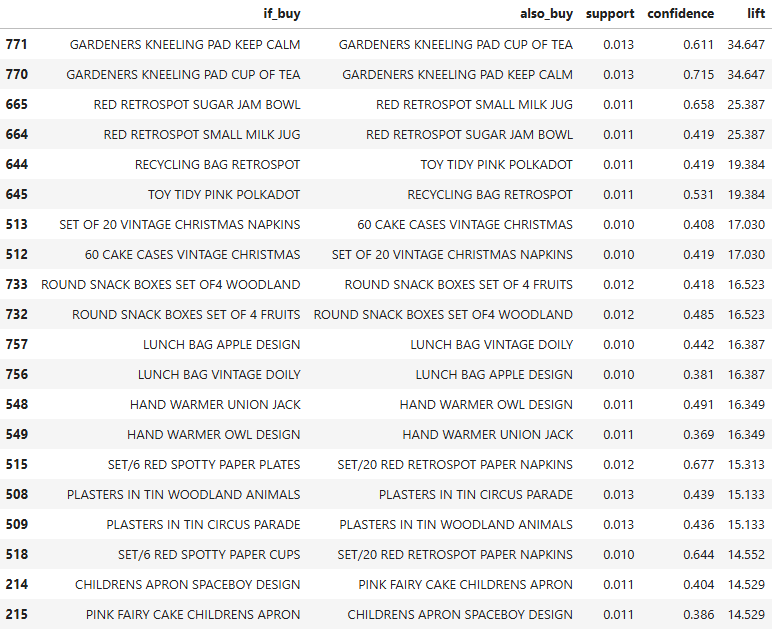 if_buy also_buy support confidence lift
771 GARDENERS KNEELING PAD KEEP CALM GARDENERS KNEELING PAD CUP OF TEA 0.013 0.611 34.647
770 GARDENERS KNEELING PAD CUP OF TEA GARDENERS KNEELING PAD KEEP CALM 0.013 0.715 34.647
665 RED RETROSPOT SUGAR JAM BOWL RED RETROSPOT SMALL MILK JUG 0.011 0.658 25.387
664 RED RETROSPOT SMALL MILK JUG RED RETROSPOT SUGAR JAM BOWL 0.011 0.419 25.387
644 RECYCLING BAG RETROSPOT TOY TIDY PINK POLKADOT 0.011 0.419 19.384
645 TOY TIDY PINK POLKADOT RECYCLING BAG RETROSPOT 0.011 0.531 19.384
513 SET OF 20 VINTAGE CHRISTMAS NAPKINS 60 CAKE CASES VINTAGE CHRISTMAS 0.010 0.408 17.030
512 60 CAKE CASES VINTAGE CHRISTMAS SET OF 20 VINTAGE CHRISTMAS NAPKINS 0.010 0.419 17.030
733 ROUND SNACK BOXES SET OF4 WOODLAND ROUND SNACK BOXES SET OF 4 FRUITS 0.012 0.418 16.523
732 ROUND SNACK BOXES SET OF 4 FRUITS ROUND SNACK BOXES SET OF4 WOODLAND 0.012 0.485 16.523
757 LUNCH BAG APPLE DESIGN LUNCH BAG VINTAGE DOILY 0.010 0.442 16.387
756 LUNCH BAG VINTAGE DOILY LUNCH BAG APPLE DESIGN 0.010 0.381 16.387
548 HAND WARMER UNION JACK HAND WARMER OWL DESIGN 0.011 0.491 16.349
549 HAND WARMER OWL DESIGN HAND WARMER UNION JACK 0.011 0.369 16.349
515 SET/6 RED SPOTTY PAPER PLATES SET/20 RED RETROSPOT PAPER NAPKINS 0.012 0.677 15.313
508 PLASTERS IN TIN WOODLAND ANIMALS PLASTERS IN TIN CIRCUS PARADE 0.013 0.439 15.133
509 PLASTERS IN TIN CIRCUS PARADE PLASTERS IN TIN WOODLAND ANIMALS 0.013 0.436 15.133
518 SET/6 RED SPOTTY PAPER CUPS SET/20 RED RETROSPOT PAPER NAPKINS 0.010 0.644 14.552
214 CHILDRENS APRON SPACEBOY DESIGN PINK FAIRY CAKE CHILDRENS APRON 0.011 0.404 14.529
215 PINK FAIRY CAKE CHILDRENS APRON CHILDRENS APRON SPACEBOY DESIGN 0.011 0.386 14.529